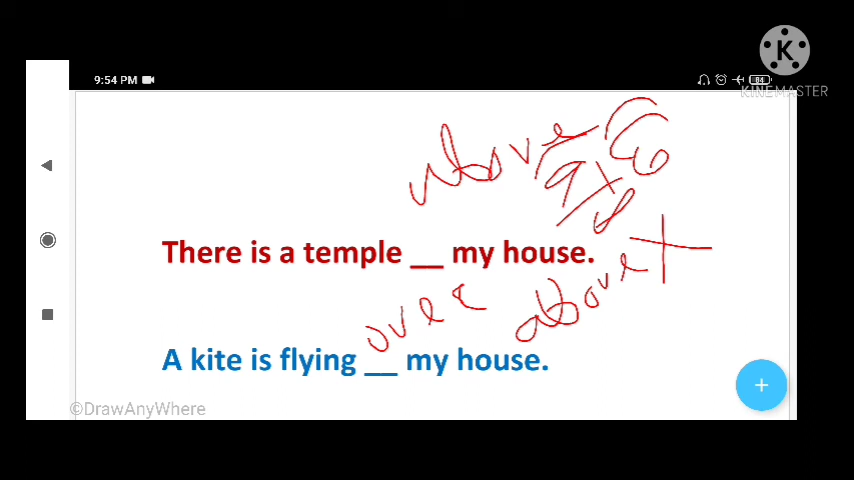 9:54 PM
84
KINEMASTER
above
There is a temple __ my house.
over above
A kite is flying __ my house.
©DrawAnyWhere